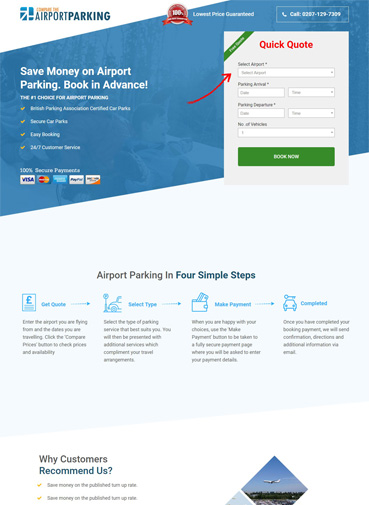 COMPARE THE
AIRPORTPARKING
100%
Lowest Price Guaranteed
Call: 0207-129-7309
Save Money on Airport
Parking. Book in Advance!
THE #1 CHOICE FOR AIRPORT PARKING
British Parking Association Certified Car Parks
Secure Car Parks
Easy Booking
24/7 Customer Service
100% Secure Payments
VISA
PayPal
Quick Quote
Select Airport *
Select Airport
Parking Arrival *
Date
Time
Parking Departure *
Date
Time
No. of Vehicles
1
BOOK NOW
Airport Parking In Four Simple Steps
Get Quote
Enter the airport you are flying
from and the dates you are
travelling. Click the 'Compare
Prices' button to check prices
and availability
Select Type
Select the type of parking
service that best suits you. You
will then be presented with
additional services which
compliment your travel
arrangements.
Make Payment
When you are happy with your
choices, use the 'Make
Payment' button to be taken to
a fully secure payment page
where you will be asked to enter
your payment details.
Completed
Once you have completed your
booking payment, we will send
confirmation, directions and
additional information via
email.
Why Customers
Recommend Us?
Save money on the published turn up rate.
Save money on the published turn up rate.